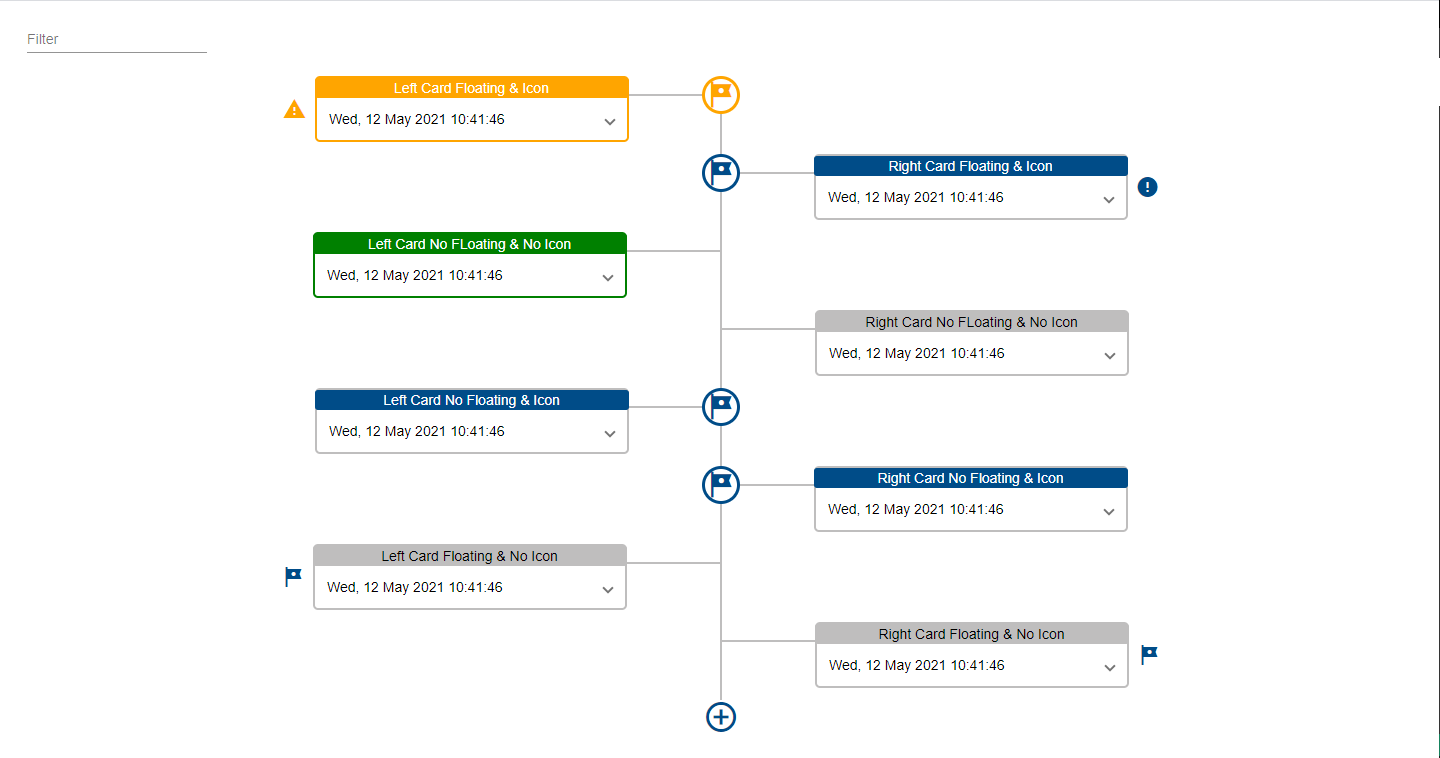 Filter
Left Card Floating & Icon
Wed, 12 May 2021 10:41:46
Right Card Floating & Icon
Wed, 12 May 2021 10:41:46
Left Card No FLoating & No Icon
Wed, 12 May 2021 10:41:46
Right Card No FLoating & No Icon
Wed, 12 May 2021 10:41:46
Left Card No Floating & Icon
Wed, 12 May 2021 10:41:46
Right Card No Floating & Icon
Wed, 12 May 2021 10:41:46
Left Card Floating & No Icon
Wed, 12 May 2021 10:41:46
Right Card Floating & No Icon
Wed, 12 May 2021 10:41:46